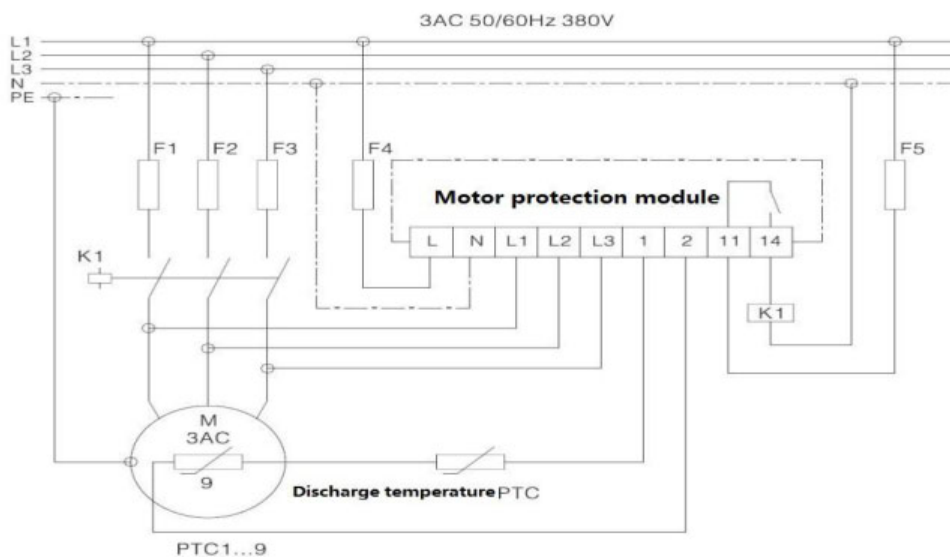 3AC 50/60Hz 380V
L1
L2
L3
N
PE
F1 F2 F3 F4 F5
Motor protection module
L N L1 L2 L3 1 2 11 14
K1
K1
M
3AC
9
Discharge temperature PTC
PTC1...9